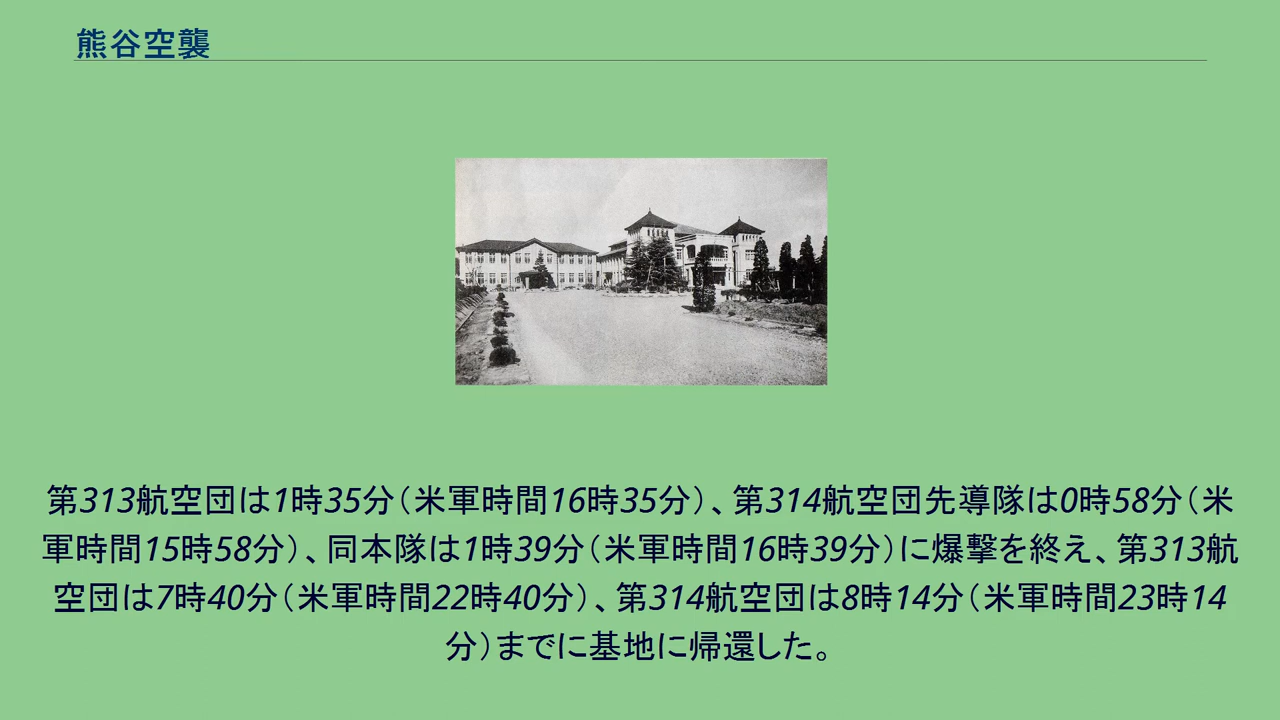 熊谷空襲
第313航空団は1時35分（米軍時間16時35分）、第314航空団先導隊は0時58分（米
軍時間15時58分）、同本隊は1時39分（米軍時間16時39分）に爆撃を終え、第313航
空団は7時40分（米軍時間22時40分）、第314航空団は8時14分（米軍時間23時14
分）までに基地に帰還した。